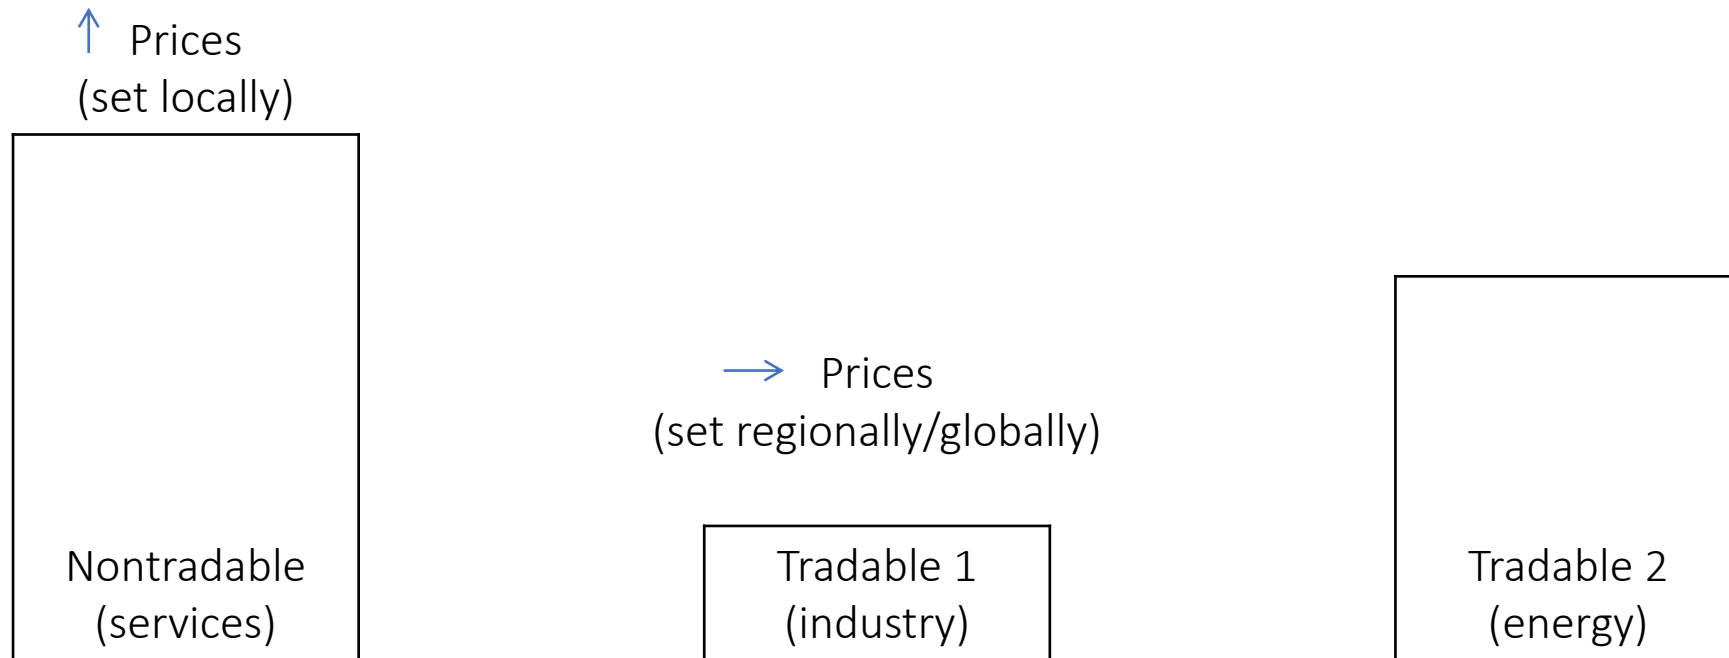 Prices
(set locally)
Prices
(set regionally/globally)
Nontradable
(services)
Tradable 1
(industry)
Tradable 2
(energy)